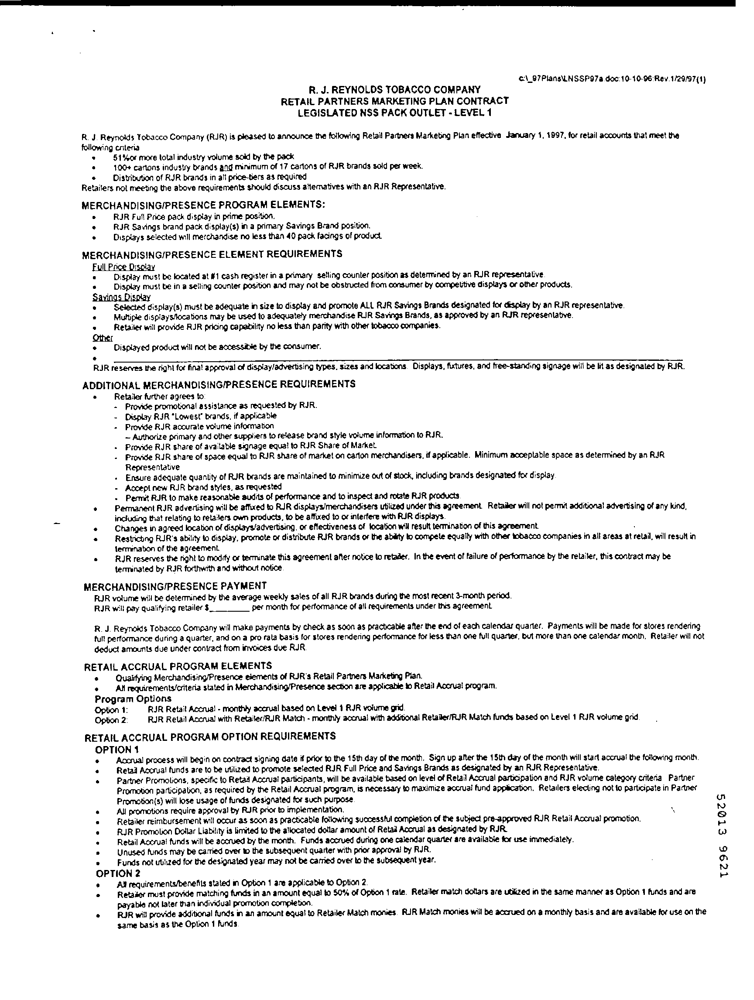 c:\_97Plans\LNSSP97a doc:10-10-96:Rev.1/29/97(1)
R. J. REYNOLDS TOBACCO COMPANY
RETAIL PARTNERS MARKETING PLAN CONTRACT
LEGISLATED NSS PACK OUTLET - LEVEL 1
R. J. Reynolds Tobacco Company (RJR) is pleased to announce the following Retail Partners Marketing Plan effective January 1, 1997, for retail accounts that meet the
following criteria
• 51%or more total industry volume sold by the pack
• 100+ cartons industry brands and minimum of 17 cartons of RJR brands sold per week.
• Distribution of RJR brands in all price-tiers as required
Retailers not meeting the above requirements should discuss alternatives with an RJR Representative.
MERCHANDISING/PRESENCE PROGRAM ELEMENTS:
• RJR Full Price pack display in prime position.
• RJR Savings brand pack display(s) in a primary Savings Brand position.
• Displays selected will merchandise no less than 40 pack facings of product.
MERCHANDISING/PRESENCE ELEMENT REQUIREMENTS
Full Price Display
• Display must be located at #1 cash register in a primary selling counter position as determined by an RJR representative.
• Display must be in a selling counter position and may not be obstructed from consumer by competitive displays or other products.
Savings Display
• Selected display(s) must be adequate in size to display and promote ALL RJR Savings Brands designated for display by an RJR representative.
• Multiple displays/locations may be used to adequately merchandise RJR Savings Brands, as approved by an RJR representative.
• Retailer will provide RJR pricing capability no less than parity with other tobacco companies.
Other
• Displayed product will not be accessible by the consumer.
•
RJR reserves the right for final approval of display/advertising types, sizes and locations. Displays, fixtures, and free-standing signage will be lit as designated by RJR.
ADDITIONAL MERCHANDISING/PRESENCE REQUIREMENTS
• Retailer further agrees to:
- Provide promotional assistance as requested by RJR.
- Display RJR "Lowest" brands, if applicable
- Provide RJR accurate volume information
-- Authorize primary and other suppliers to release brand style volume information to RJR.
- Provide RJR share of available signage equal to RJR Share of Market.
- Provide RJR share of space equal to RJR share of market on carton merchandisers, if applicable. Minimum acceptable space as determined by an RJR
Representative
- Ensure adequate quantity of RJR brands are maintained to minimize out of stock, including brands designated for display.
- Accept new RJR brand styles, as requested
- Permit RJR to make reasonable audits of performance and to inspect and rotate RJR products
• Permanent RJR advertising will be affixed to RJR displays/merchandisers utilized under this agreement. Retailer will not permit additional advertising of any kind,
including that relating to retailers own products, to be affixed to or interfere with RJR displays.
• Changes in agreed location of displays/advertising, or effectiveness of location will result termination of this agreement.
• Restricting RJR's ability to display, promote or distribute RJR brands or the ability to compete equally with other tobacco companies in all areas at retail, will result in
termination of the agreement.
• RJR reserves the right to modify or terminate this agreement after notice to retailer. In the event of failure of performance by the retailer, this contract may be
terminated by RJR forthwith and without notice.
MERCHANDISING/PRESENCE PAYMENT
RJR volume will be determined by the average weekly sales of all RJR brands during the most recent 3-month period.
RJR will pay qualifying retailer $_________ per month for performance of all requirements under this agreement.
R. J. Reynolds Tobacco Company will make payments by check as soon as practicable after the end of each calendar quarter. Payments will be made for stores rendering
full performance during a quarter, and on a pro rata basis for stores rendering performance for less than one full quarter, but more than one calendar month. Retailer will not
deduct amounts due under contract from invoices due RJR
RETAIL ACCRUAL PROGRAM ELEMENTS
• Qualifying Merchandising/Presence elements of RJR's Retail Partners Marketing Plan.
• All requirements/criteria stated in Merchandising/Presence section are applicable to Retail Accrual program.
Program Options
Option 1: RJR Retail Accrual - monthly accrual based on Level 1 RJR volume grid.
Option 2: RJR Retail Accrual with Retailer/RJR Match - monthly accrual with additional Retailer/RJR Match funds based on Level 1 RJR volume grid.
RETAIL ACCRUAL PROGRAM OPTION REQUIREMENTS
OPTION 1
• Accrual process will begin on contract signing date if prior to the 15th day of the month. Sign up after the 15th day of the month will start accrual the following month.
• Retail Accrual funds are to be utilized to promote selected RJR Full Price and Savings Brands as designated by an RJR Representative.
• Partner Promotions, specific to Retail Accrual participants, will be available based on level of Retail Accrual participation and RJR volume category criteria. Partner
Promotion participation, as required by the Retail Accrual program, is necessary to maximize accrual fund application. Retailers electing not to participate in Partner
Promotion(s) will lose usage of funds designated for such purpose.
• All promotions require approval by RJR prior to implementation.
• Retailer reimbursement will occur as soon as practicable following successful completion of the subject pre-approved RJR Retail Accrual promotion.
• RJR Promotion Dollar Liability is limited to the allocated dollar amount of Retail Accrual as designated by RJR.
• Retail Accrual funds will be accrued by the month. Funds accrued during one calendar quarter are available for use immediately.
• Unused funds may be carried over to the subsequent quarter with prior approval by RJR.
• Funds not utilized for the designated year may not be carried over to the subsequent year.
OPTION 2
• All requirements/benefits stated in Option 1 are applicable to Option 2
• Retailer must provide matching funds in an amount equal to 50% of Option 1 rate. Retailer match dollars are utilized in the same manner as Option 1 funds and are
payable not later than individual promotion completion.
• RJR will provide additional funds in an amount equal to Retailer Match monies. RJR Match monies will be accrued on a monthly basis and are available for use on the
same basis as the Option 1 funds.
52013 9621